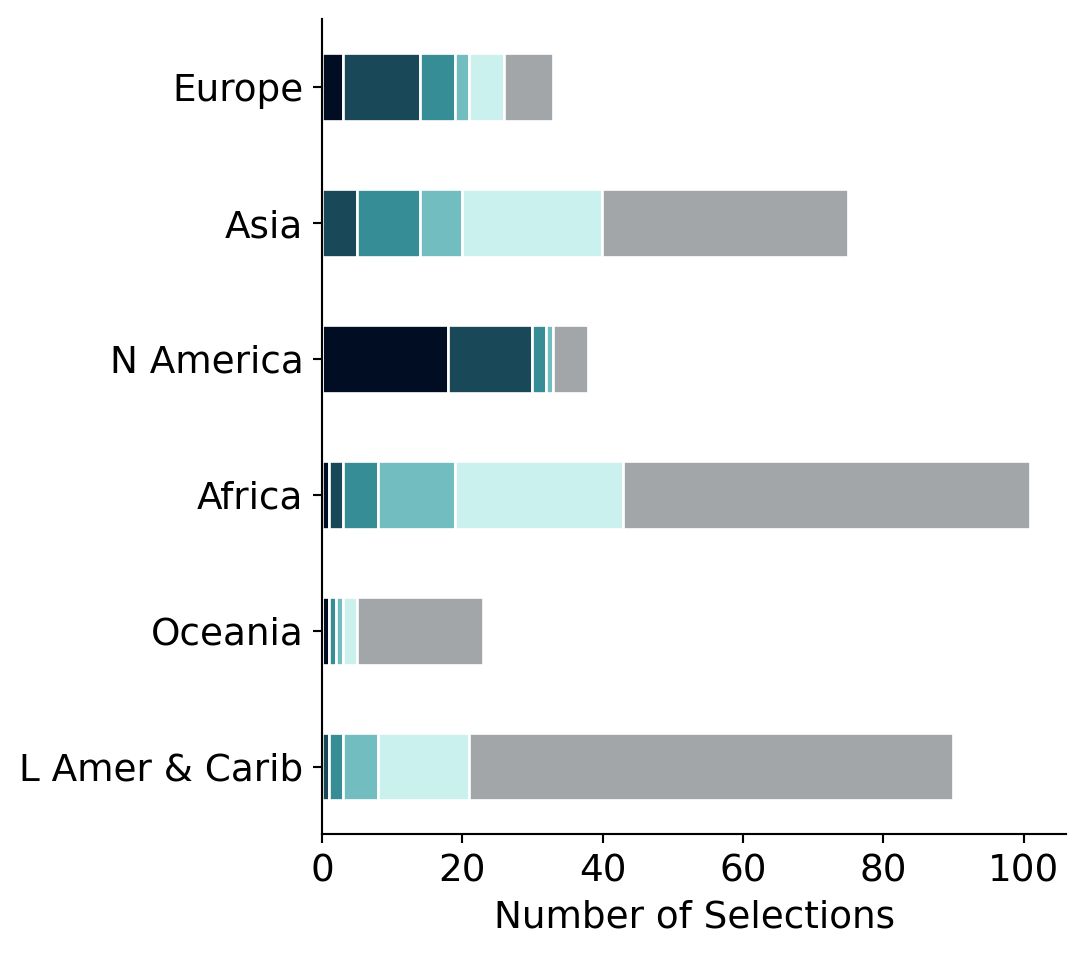 Europe
Asia
N America
Africa
Oceania
L Amer & Carib
0 20 40 60 80 100
Number of Selections